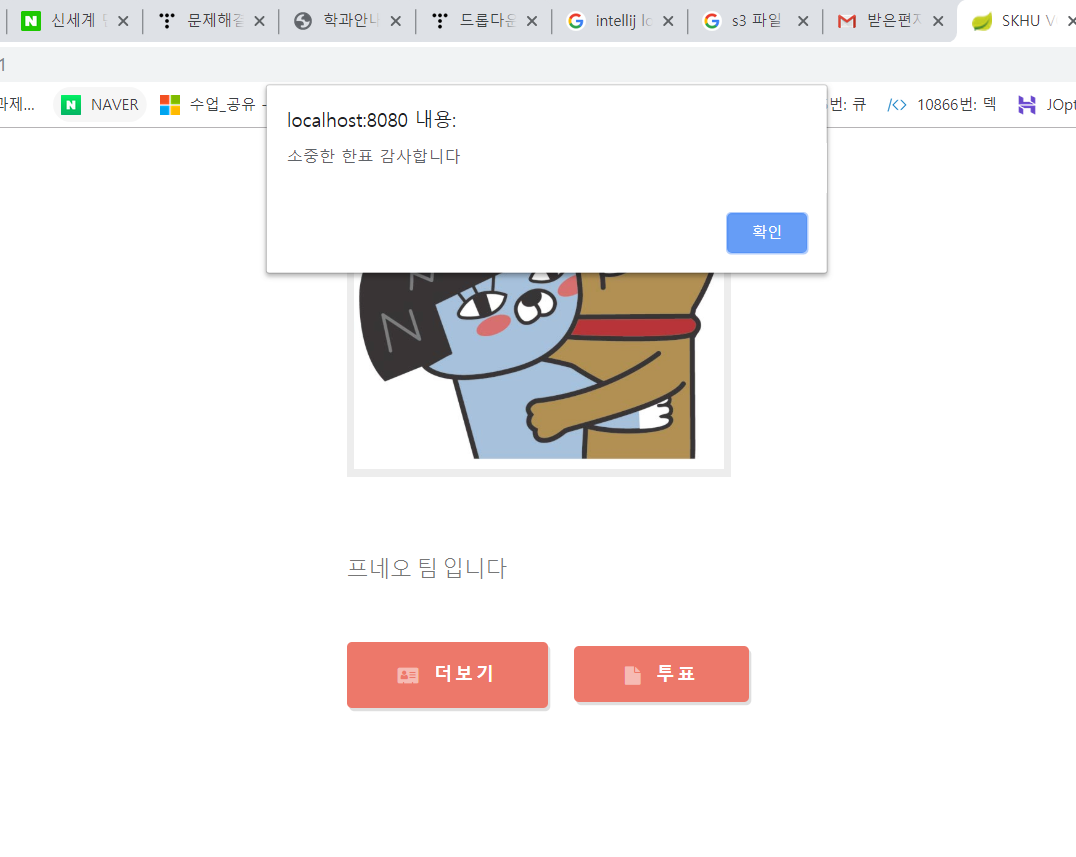 신세계
문제해결
학과안내
드롭다운
intellij
s3 파일
받은편지
SKHU
1
과제...
NAVER
수업_공유 -
번: 큐
10866번: 덱
JOpt
localhost:8080 내용:
소중한 한표 감사합니다
확인
N
N
프네오 팀 입니다
더보기
투표